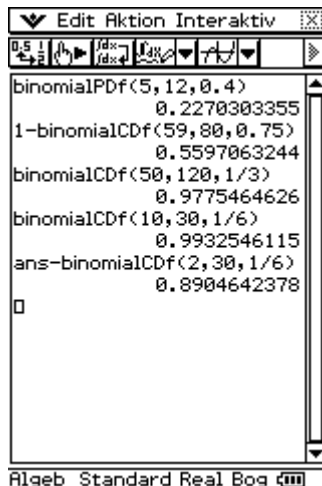 Edit Aktion Interaktiv
binomialPDf(5,12,0.4)
0.2270303355
1-binomialCDf(59,80,0.75)
0.5597063244
binomialCDf(50,120,1/3)
0.9775464626
binomialCDf(10,30,1/6)
0.9932546115
ans-binomialCDf(2,30,1/6)
0.8904642378
Algeb Standard Real Bog